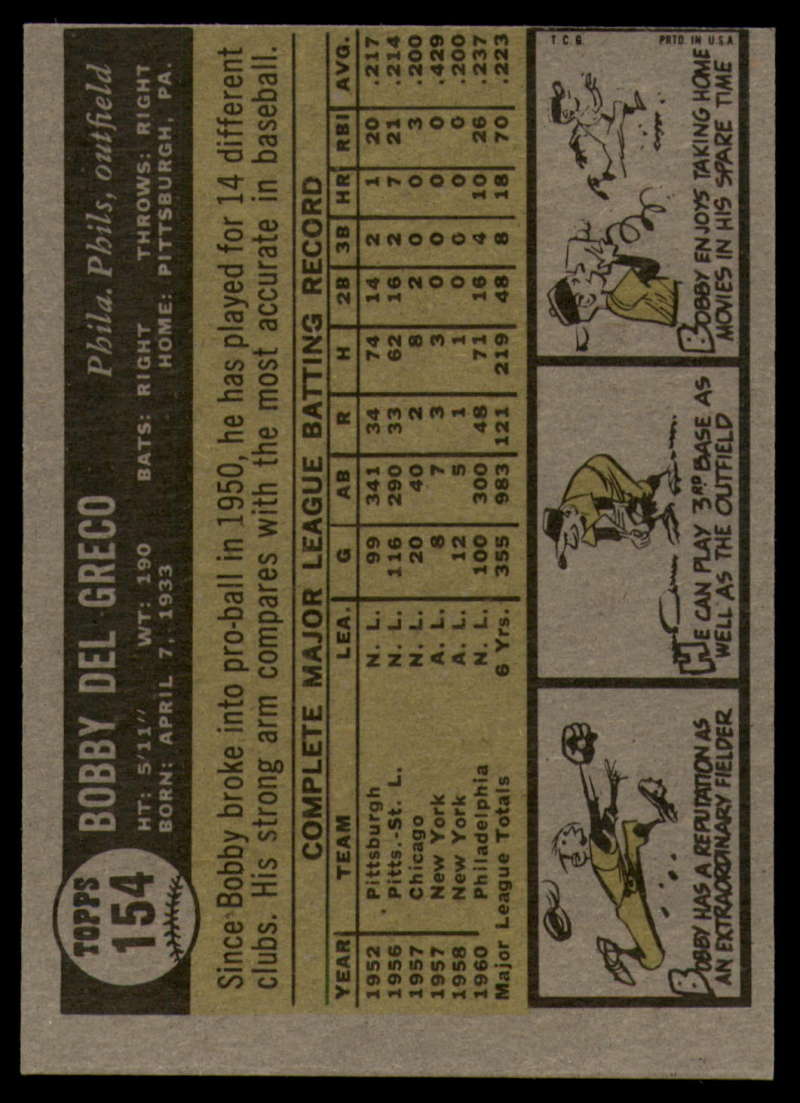 TOPPS
154
BOBBY DEL GRECO Phila. Phils, outfield
HT: 5'11" WT: 190 BATS: RIGHT THROWS: RIGHT
BORN: APRIL 7, 1933 HOME: PITTSBURGH, PA.
Since Bobby broke into pro-ball in 1950, he has played for 14 different
clubs. His strong arm compares with the most accurate in baseball.
COMPLETE MAJOR LEAGUE BATTING RECORD
YEAR TEAM LEA. G AB R H 2B 3B HR RBI AVG.
1952 Pittsburgh N. L. 99 341 34 74 14 2 1 20 .217
1956 Pitts.-St. L. N. L. 116 290 33 62 16 2 7 21 .214
1957 Chicago N. L. 20 40 2 8 2 0 0 3 .200
1957 New York A. L. 8 7 3 3 0 0 0 0 .429
1958 New York A. L. 12 5 1 1 0 0 0 0 .200
1960 Philadelphia N. L. 100 300 48 71 16 4 10 26 .237
Major League Totals 6 Yrs. 355 983 121 219 48 8 18 70 .223
BOBBY HAS A REPUTATION AS
AN EXTRAORDINARY FIELDER
HE CAN PLAY 3RD BASE AS
WELL AS THE OUTFIELD
T.C.G. PRTD. IN U.S.A.
BOBBY ENJOYS TAKING HOME
MOVIES IN HIS SPARE TIME